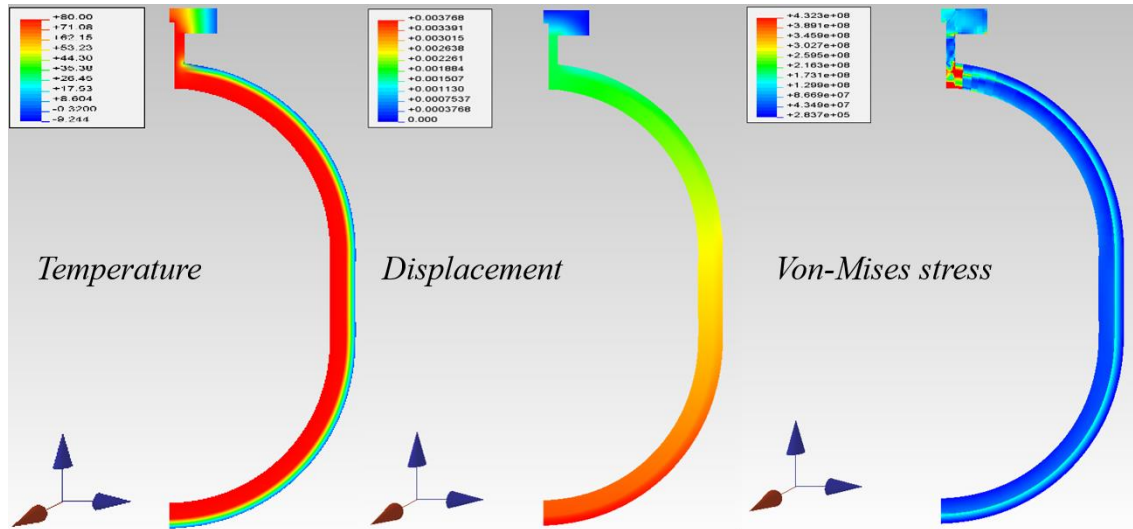 +80.00
+71.08
+62.15
+53.23
+44.30
+35.38
+26.45
+17.53
+8.604
-0.3200
-9.244
Temperature
+0.003768
+0.003391
+0.003015
+0.002638
+0.002261
+0.001884
+0.001507
+0.001130
+0.0007537
+0.0003768
0.000
Displacement
+4.323e+08
+3.891e+08
+3.459e+08
+3.027e+08
+2.595e+08
+2.163e+08
+1.731e+08
+1.299e+08
+8.669e+07
+4.349e+07
+2.837e+05
Von-Mises stress